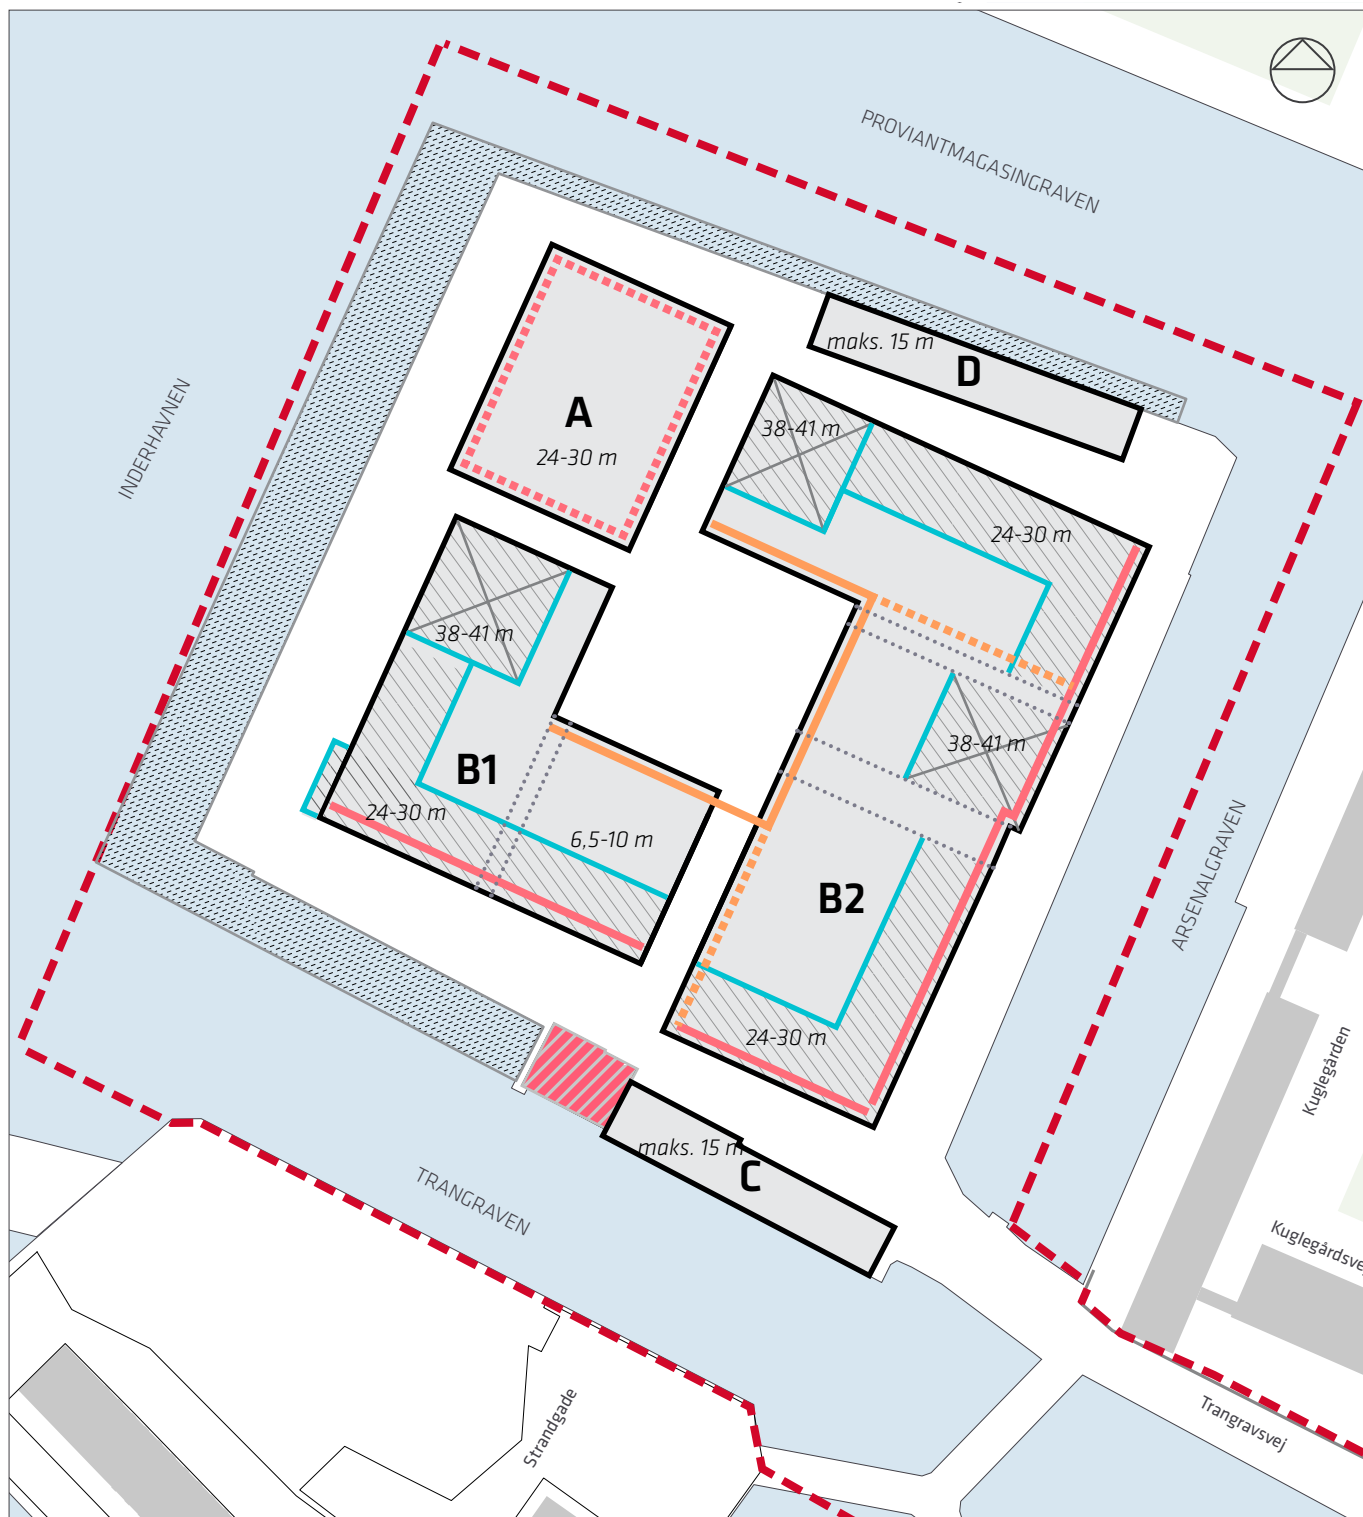 PROVIANTMAGASINGRAVEN
INDERHAVNEN
maks. 15 m
D
A
24-30 m
38-41 m
24-30 m
38-41 m
38-41 m
B1
24-30 m
6,5-10 m
B2
24-30 m
ARSENALGRAVEN
maks. 15 m
C
TRANGRAVEN
Kuglegården
Kuglegårdsve
Trangravsvej
Strandgade